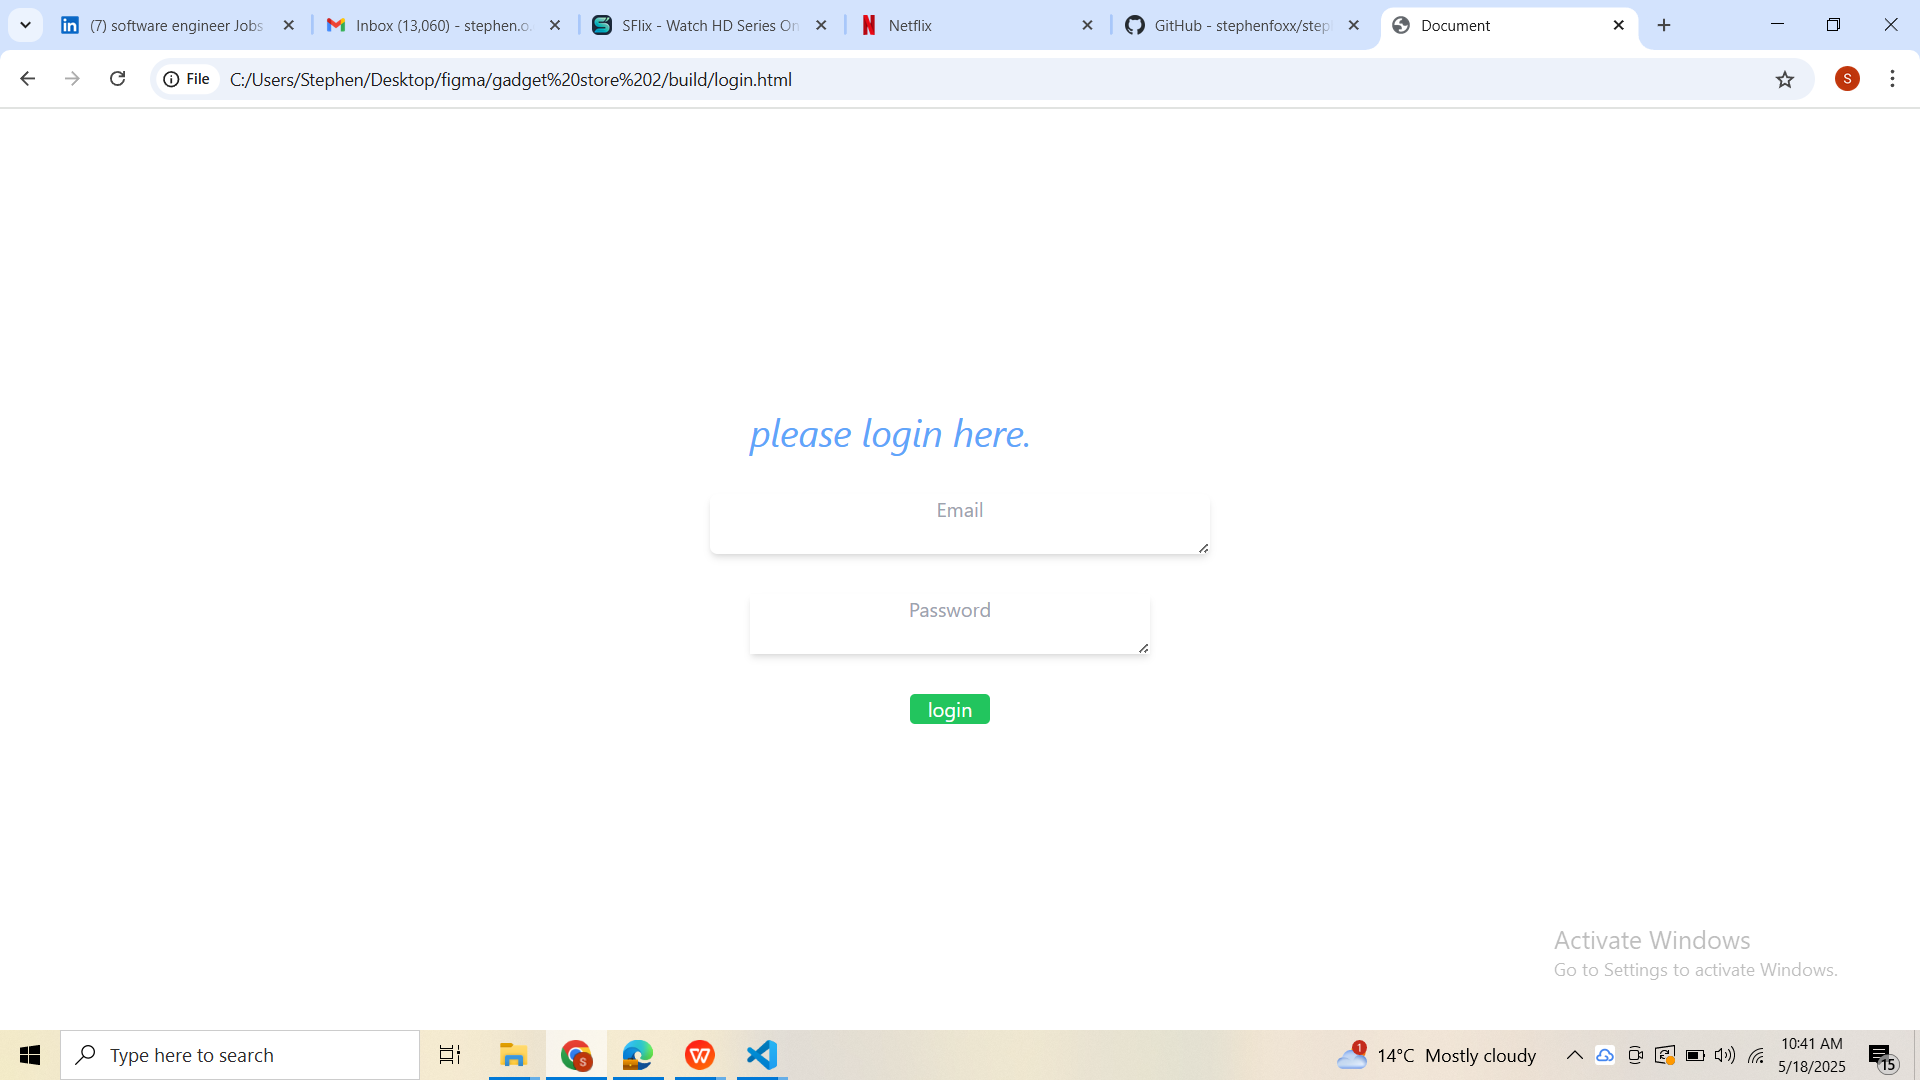 (7) software engineer Jobs
Inbox (13,060) - stephen.o
SFlix - Watch HD Series On
Netflix
GitHub - stephenfoxx/step
Document
File
C:/Users/Stephen/Desktop/figma/gadget%20store%202/build/login.html
S
please login here.
Email
Password
login
Activate Windows
Go to Settings to activate Windows.
Type here to search
S
1
14°C Mostly cloudy
10:41 AM
5/18/2025
15